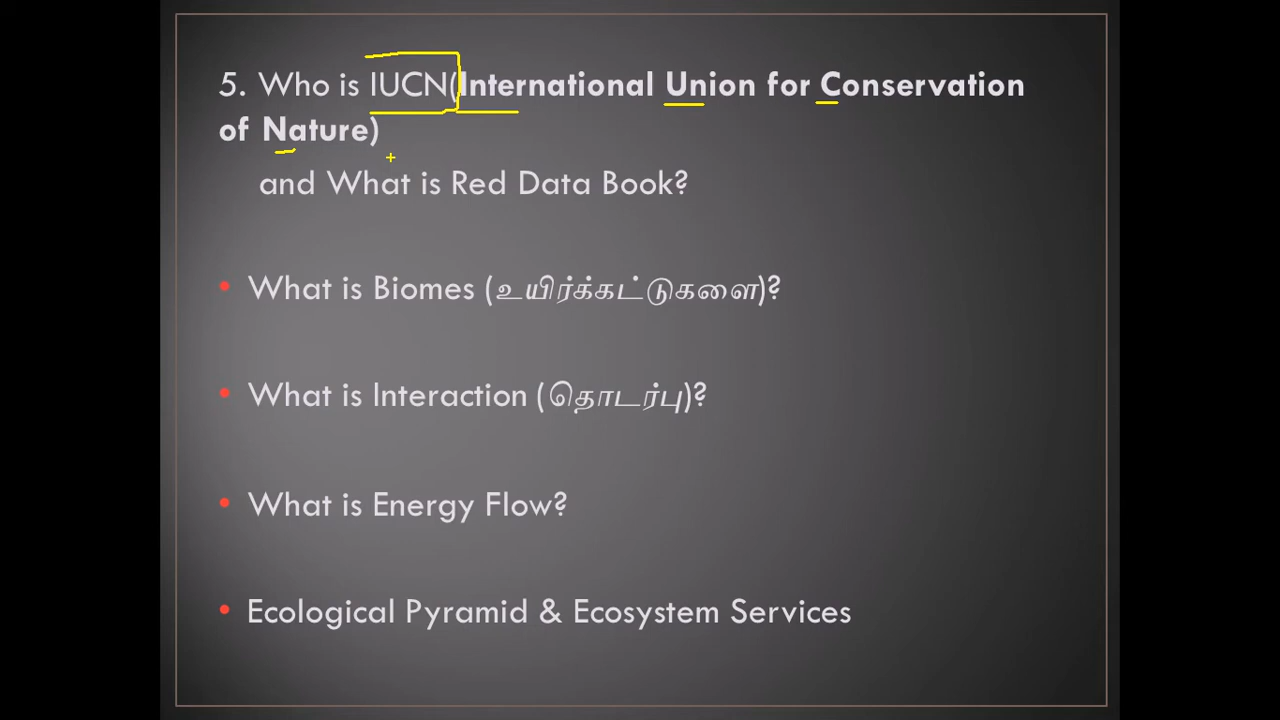 5. Who is IUCN(International Union for Conservation
of Nature)
and What is Red Data Book?
• What is Biomes (உயிர்க்கட்டுகளை)?
• What is Interaction (தொடர்பு)?
• What is Energy Flow?
• Ecological Pyramid & Ecosystem Services